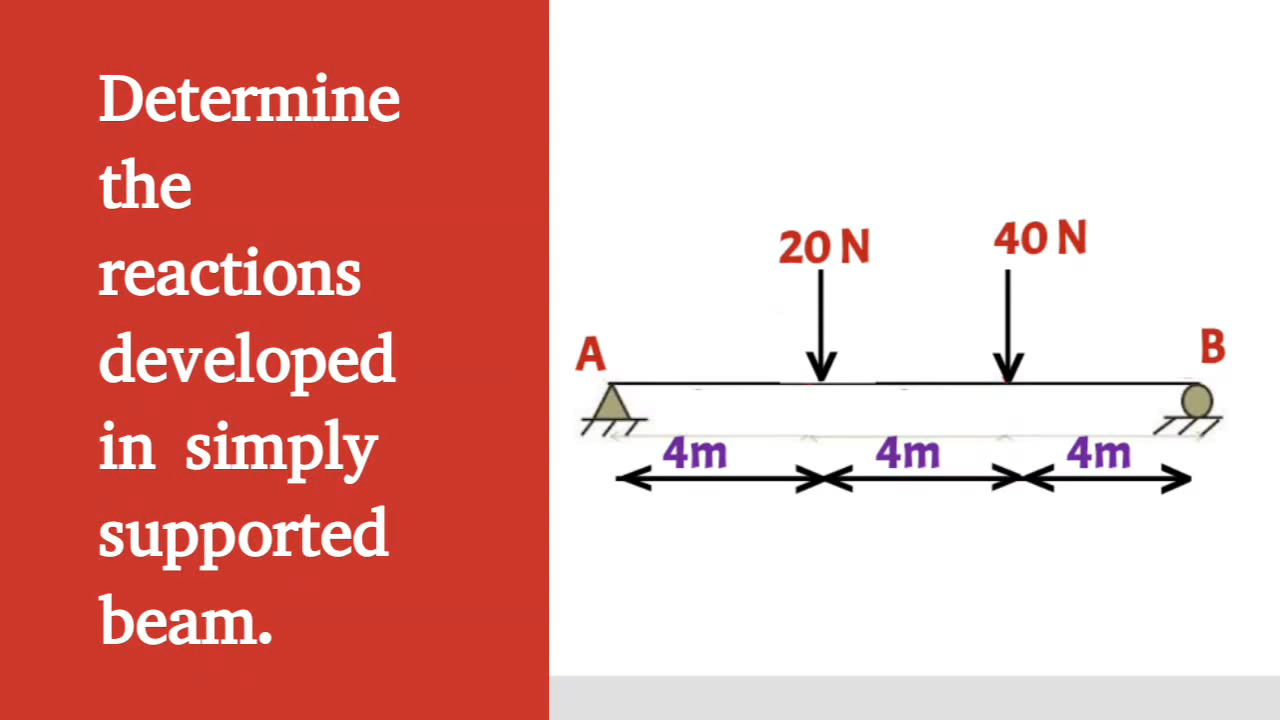 Determine
the
reactions
developed
in simply
supported
beam.
20 N
40 N
A
B
4m
4m
4m